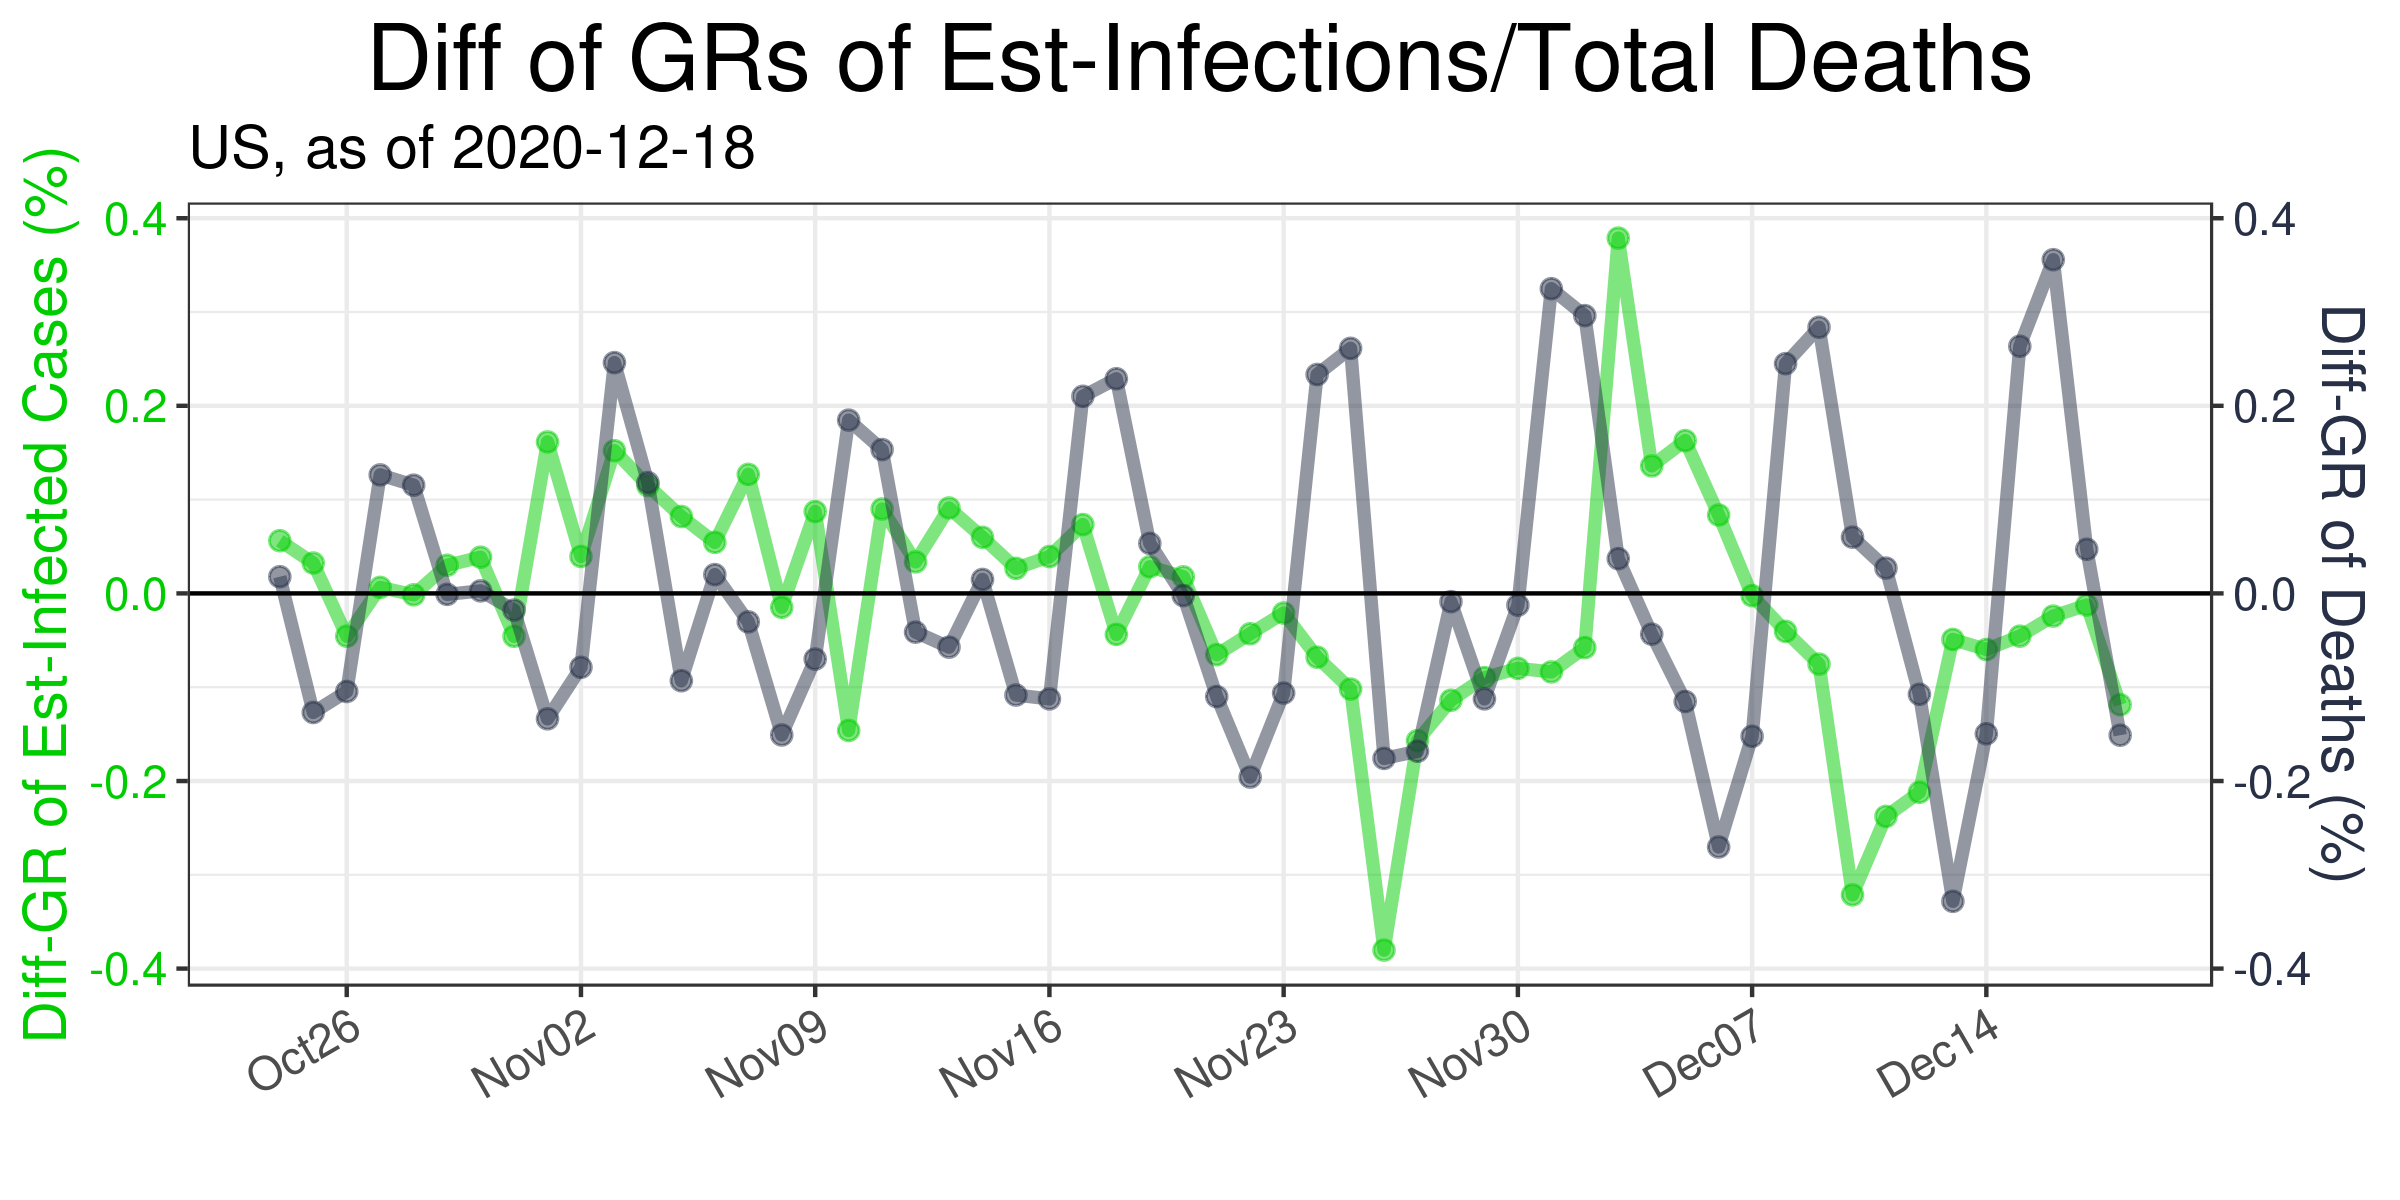 Diff of GRs of Est-Infections/Total Deaths
US, as of 2020-12-18
Diff-GR of Est-Infected Cases (%)
0.4
0.2
0.0
-0.2
-0.4
0.4
0.2
0.0
-0.2
-0.4
Diff-GR of Deaths (%)
Oct26
Nov02
Nov09
Nov16
Nov23
Nov30
Dec07
Dec14